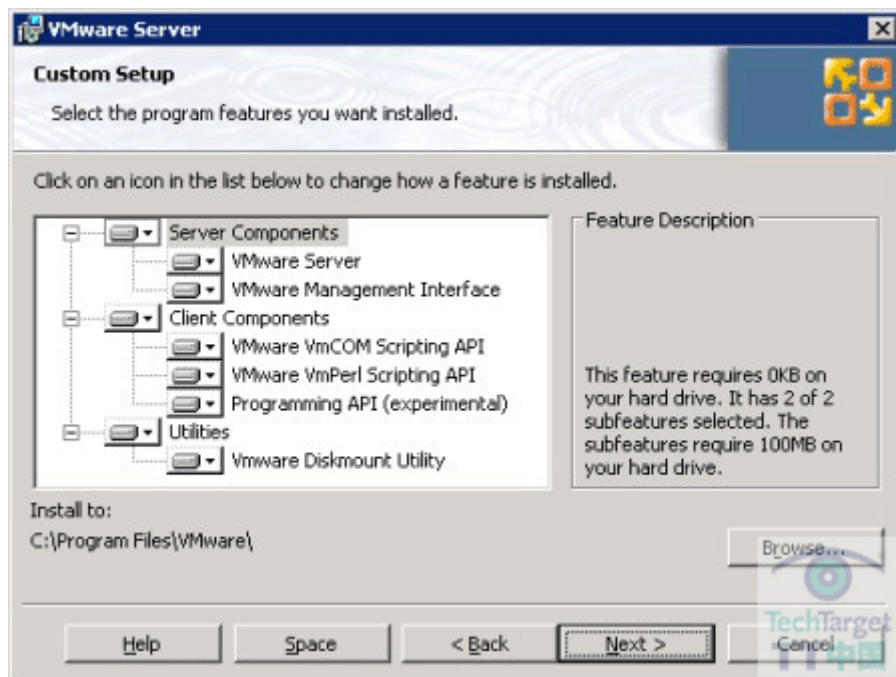 VMware Server
Custom Setup
Select the program features you want installed.
Click on an icon in the list below to change how a feature is installed.
Server Components
VMware Server
VMware Management Interface
Client Components
VMware VmCOM Scripting API
VMware VmPerl Scripting API
Programming API (experimental)
Utilities
Vmware Diskmount Utility
Feature Description
This feature requires 0KB on
your hard drive. It has 2 of 2
subfeatures selected. The
subfeatures require 100MB on
your hard drive.
Install to:
C:\Program Files\VMware\
Browse...
Help
Space
< Back
Next >
Cancel
TechTarget
TT中国